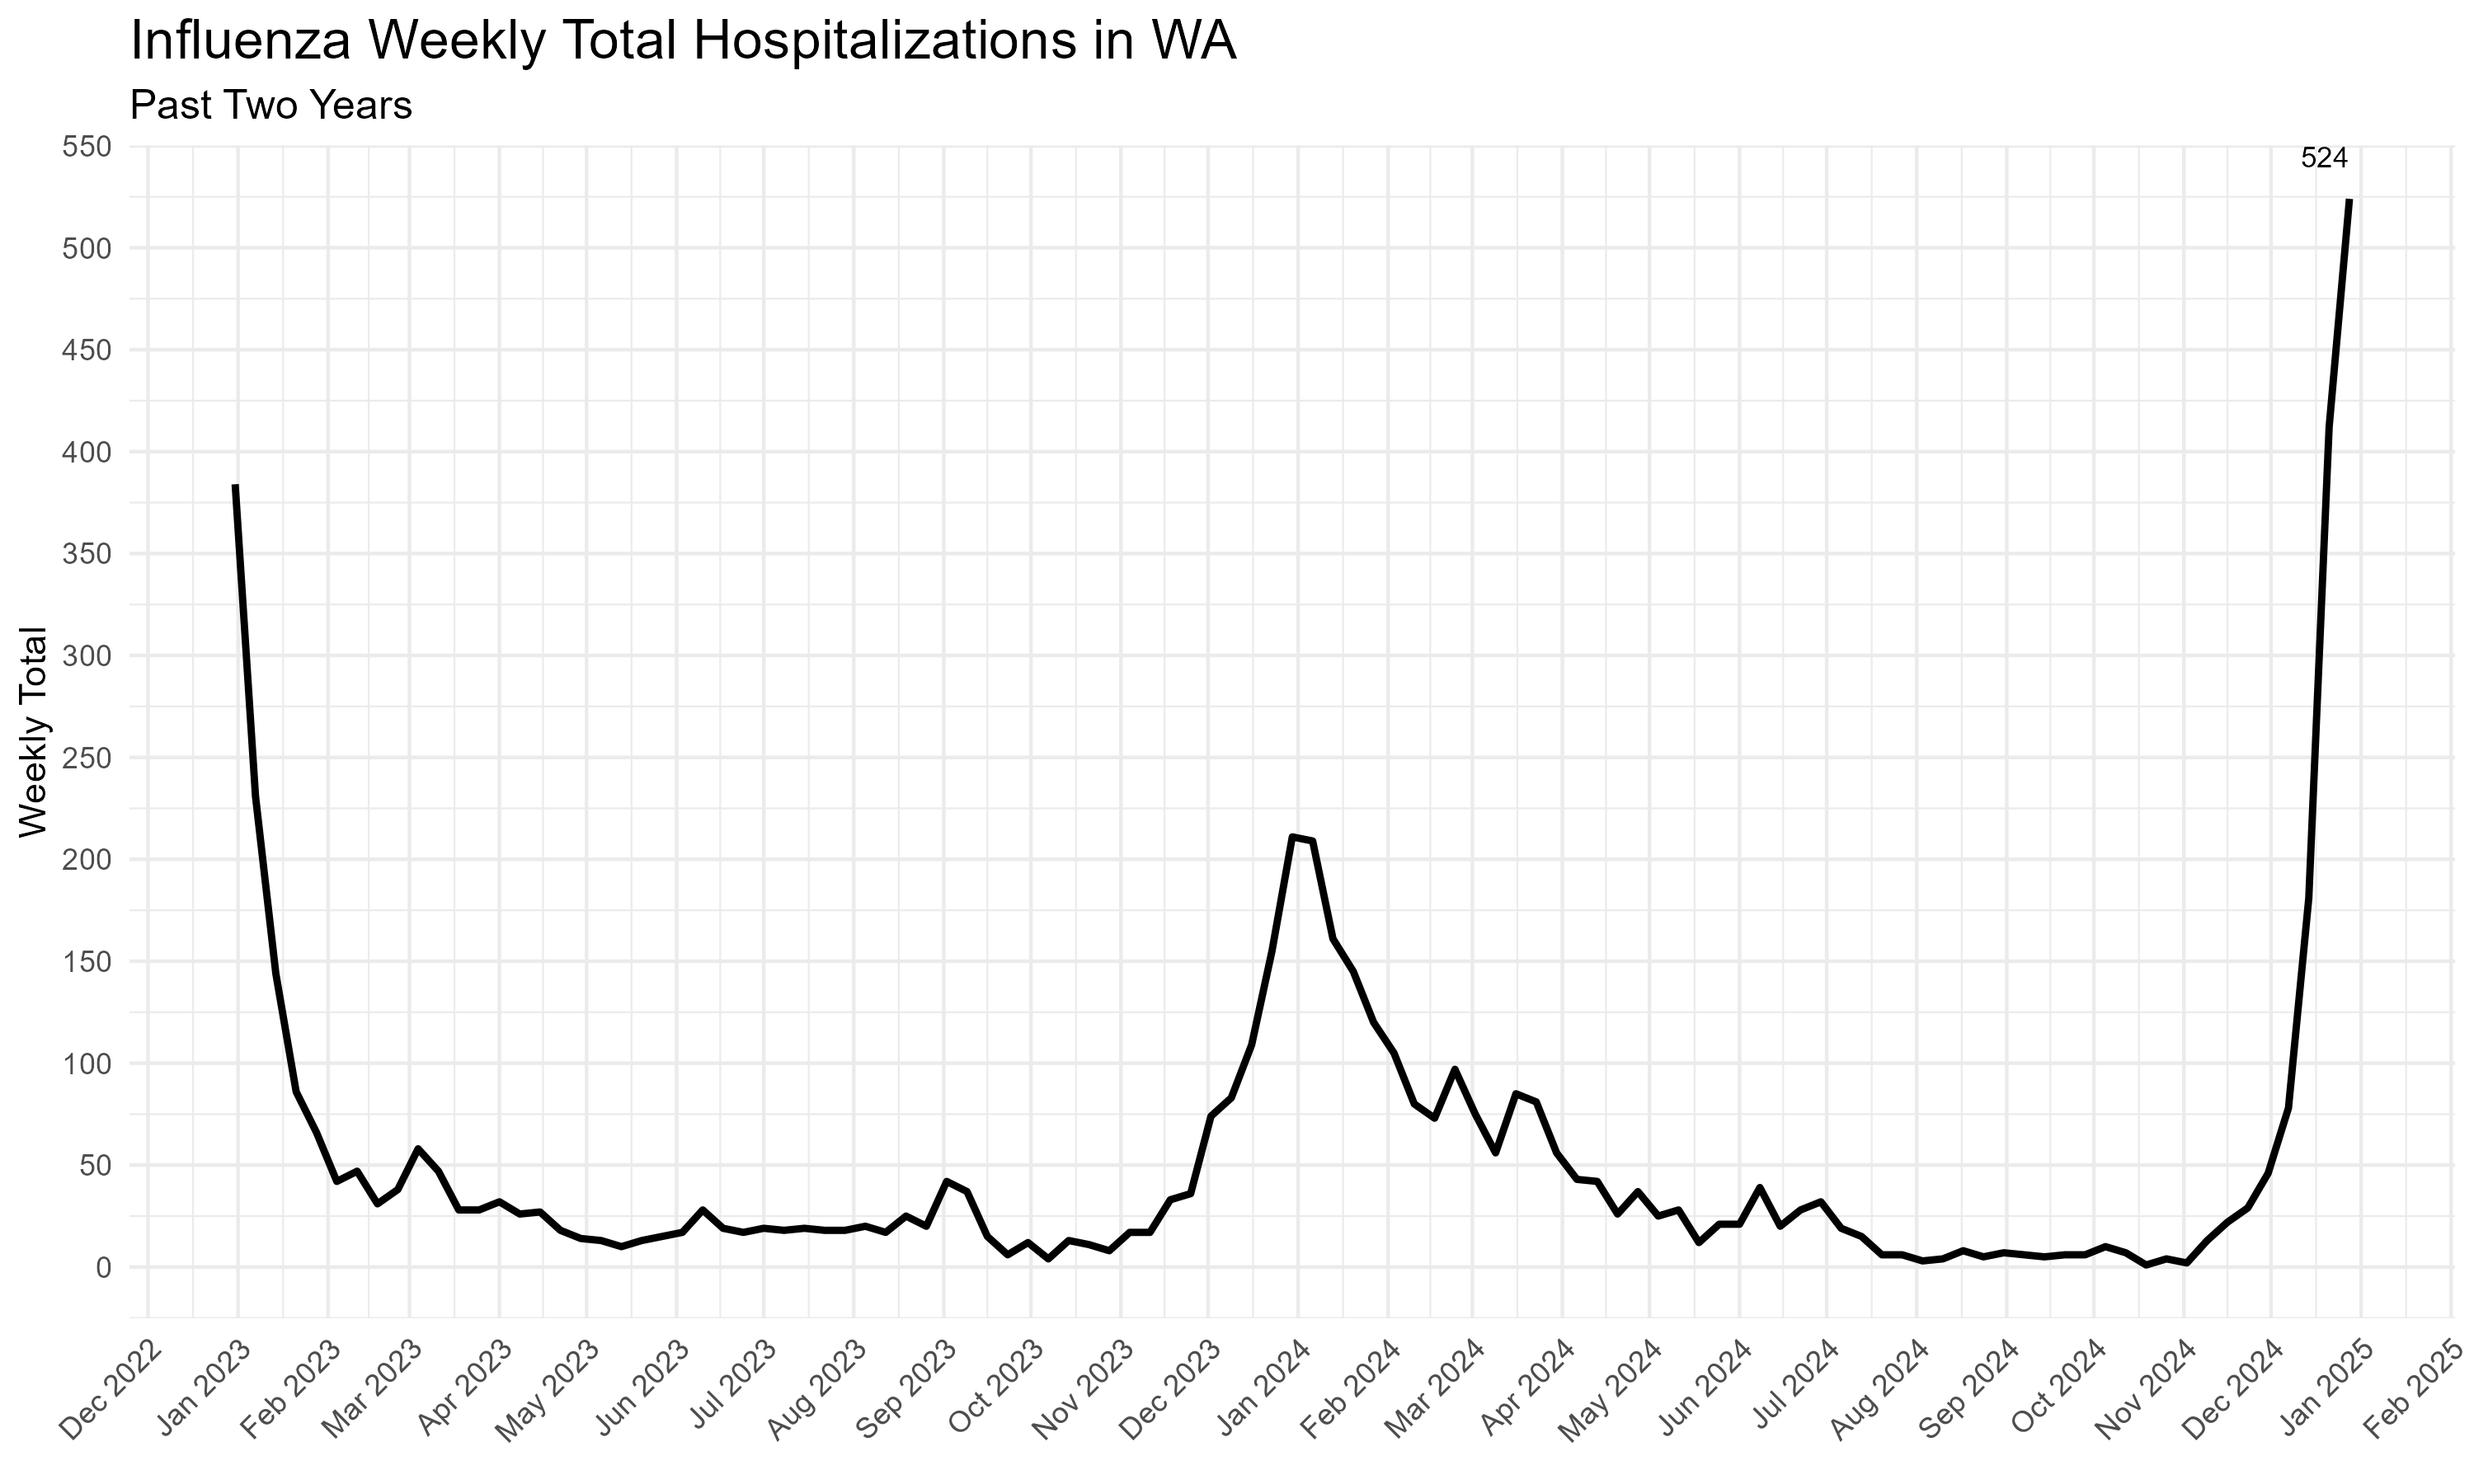 Influenza Weekly Total Hospitalizations in WA
Past Two Years
550
524
500
450
400
350
300
250
200
150
100
50
0
Weekly Total
Dec 2022
Jan 2023
Feb 2023
Mar 2023
Apr 2023
May 2023
Jun 2023
Jul 2023
Aug 2023
Sep 2023
Oct 2023
Nov 2023
Dec 2023
Jan 2024
Feb 2024
Mar 2024
Apr 2024
May 2024
Jun 2024
Jul 2024
Aug 2024
Sep 2024
Oct 2024
Nov 2024
Dec 2024
Jan 2025
Feb 2025